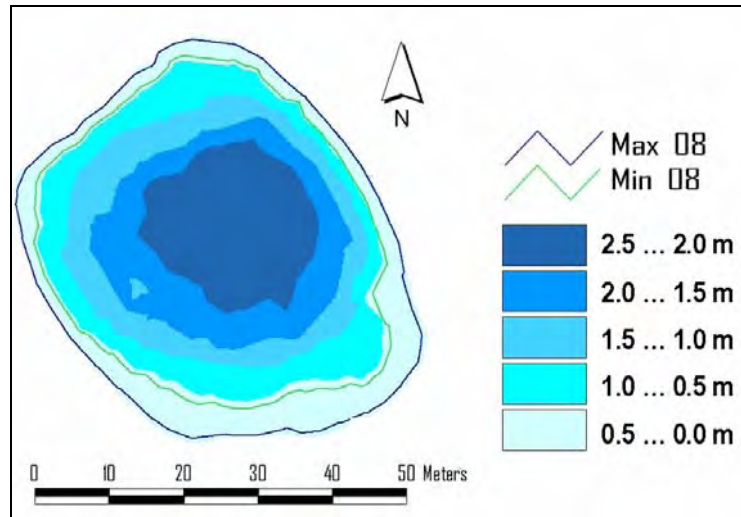 N
Max 08
Min 08
2.5 ... 2.0 m
2.0 ... 1.5 m
1.5 ... 1.0 m
1.0 ... 0.5 m
0.5 ... 0.0 m
0 10 20 30 40 50 Meters